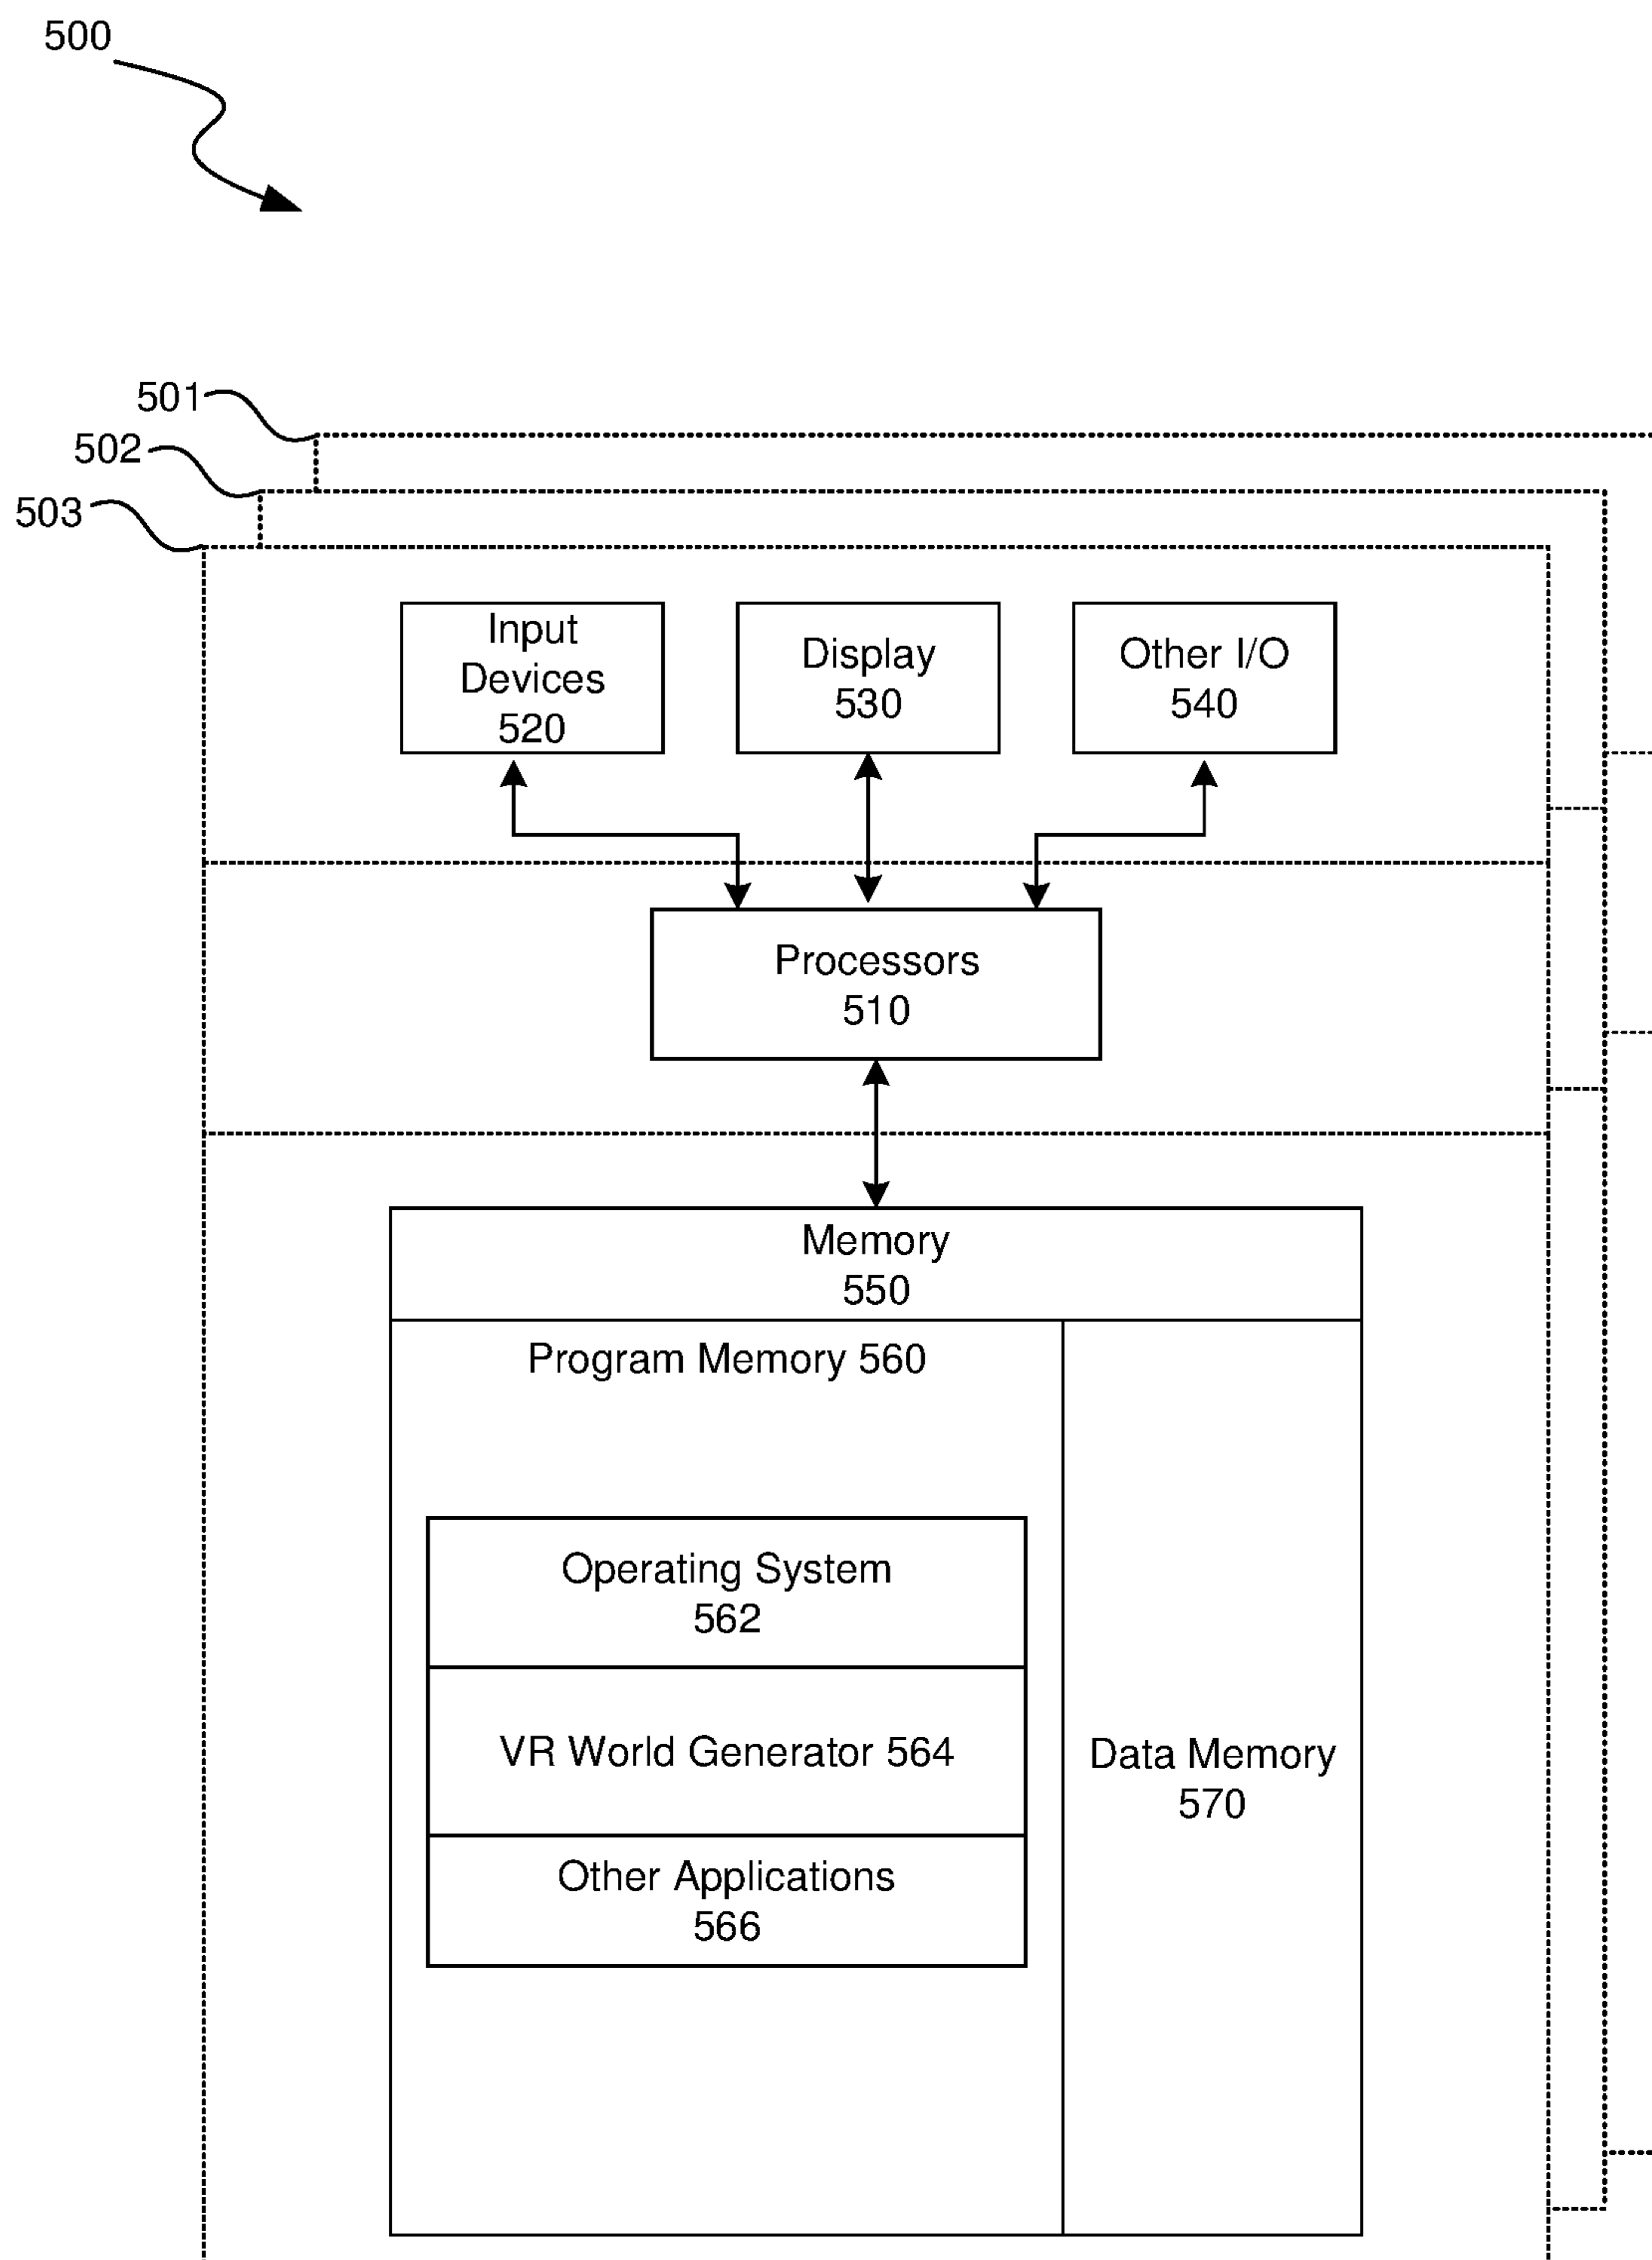 500
501
502
503
Input
Devices
520
Display
530
Other I/O
540
Processors
510
Memory
550
Program Memory 560
Operating System
562
VR World Generator 564
Other Applications
566
Data Memory
570